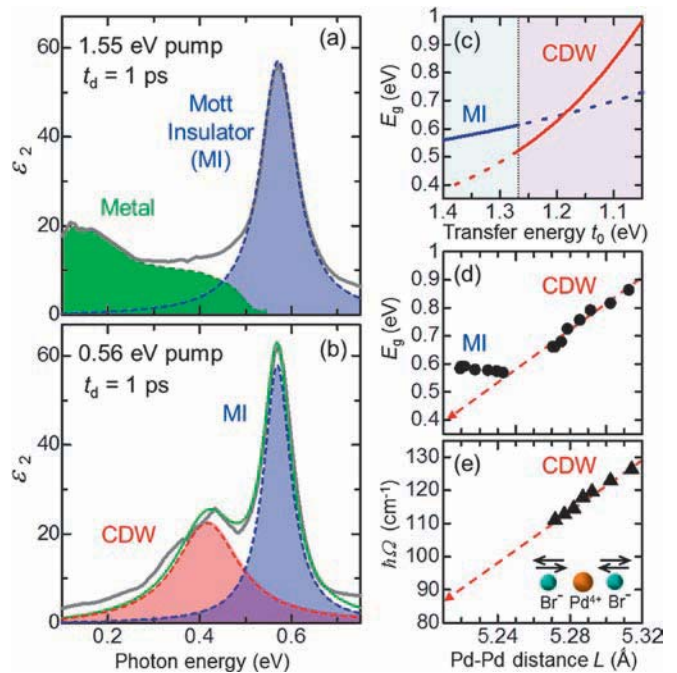 60
40
20
0
ε2
1.55 eV pump
td = 1 ps
(a)
Mott
Insulator
(MI)
Metal
60
40
20
0
ε2
0.56 eV pump
td = 1 ps
(b)
MI
CDW
0.2 0.4 0.6
Photon energy (eV)
1
0.9
0.8
0.7
0.6
0.5
0.4
Eg (eV)
(c)
CDW
MI
1.4 1.3 1.2 1.1
Transfer energy t0 (eV)
1
0.9
0.8
0.7
0.6
0.5
0.4
Eg (eV)
(d)
CDW
MI
130
120
110
100
90
80
ħΩ (cm-1)
(e)
CDW
Br- Pd4+ Br-
5.24 5.28 5.32
Pd-Pd distance L (Å)